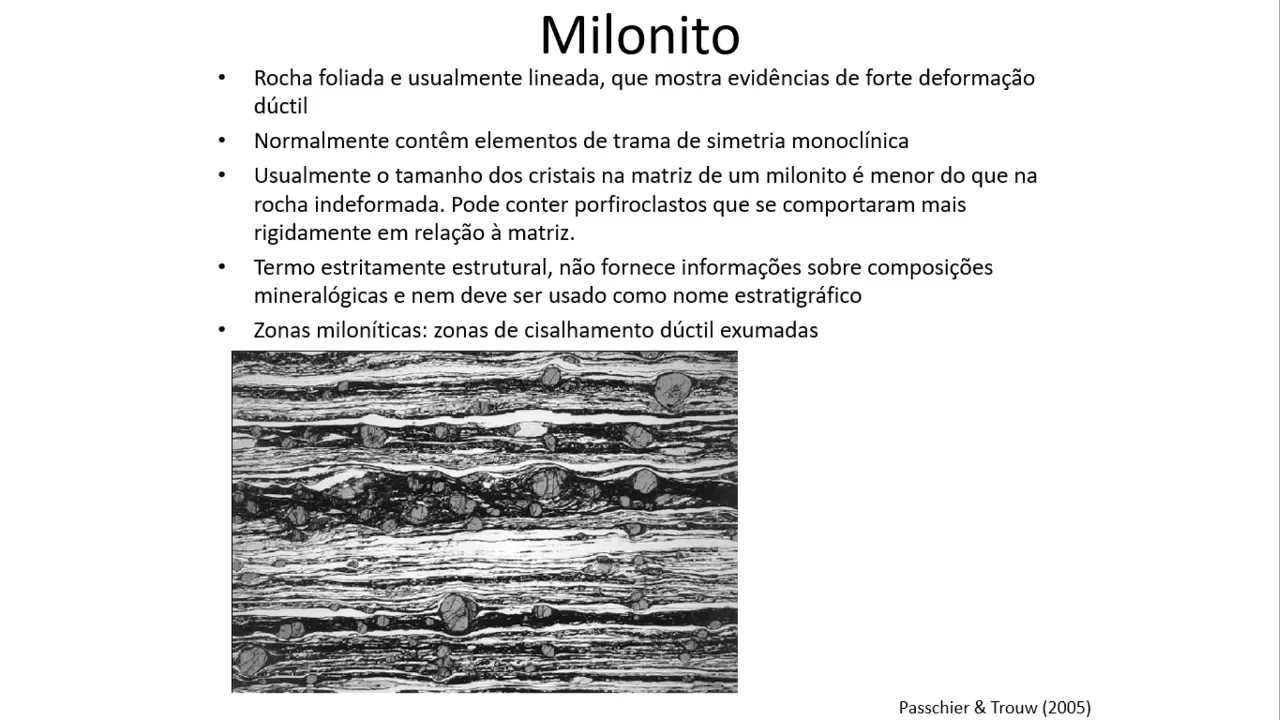 Milonito
• Rocha foliada e usualmente lineada, que mostra evidências de forte deformação
dúctil
• Normalmente contêm elementos de trama de simetria monoclínica
• Usualmente o tamanho dos cristais na matriz de um milonito é menor do que na
rocha indeformada. Pode conter porfiroclastos que se comportaram mais
rigidamente em relação à matriz.
• Termo estritamente estrutural, não fornece informações sobre composições
mineralógicas e nem deve ser usado como nome estratigráfico
• Zonas miloníticas: zonas de cisalhamento dúctil exumadas
Passchier & Trouw (2005)